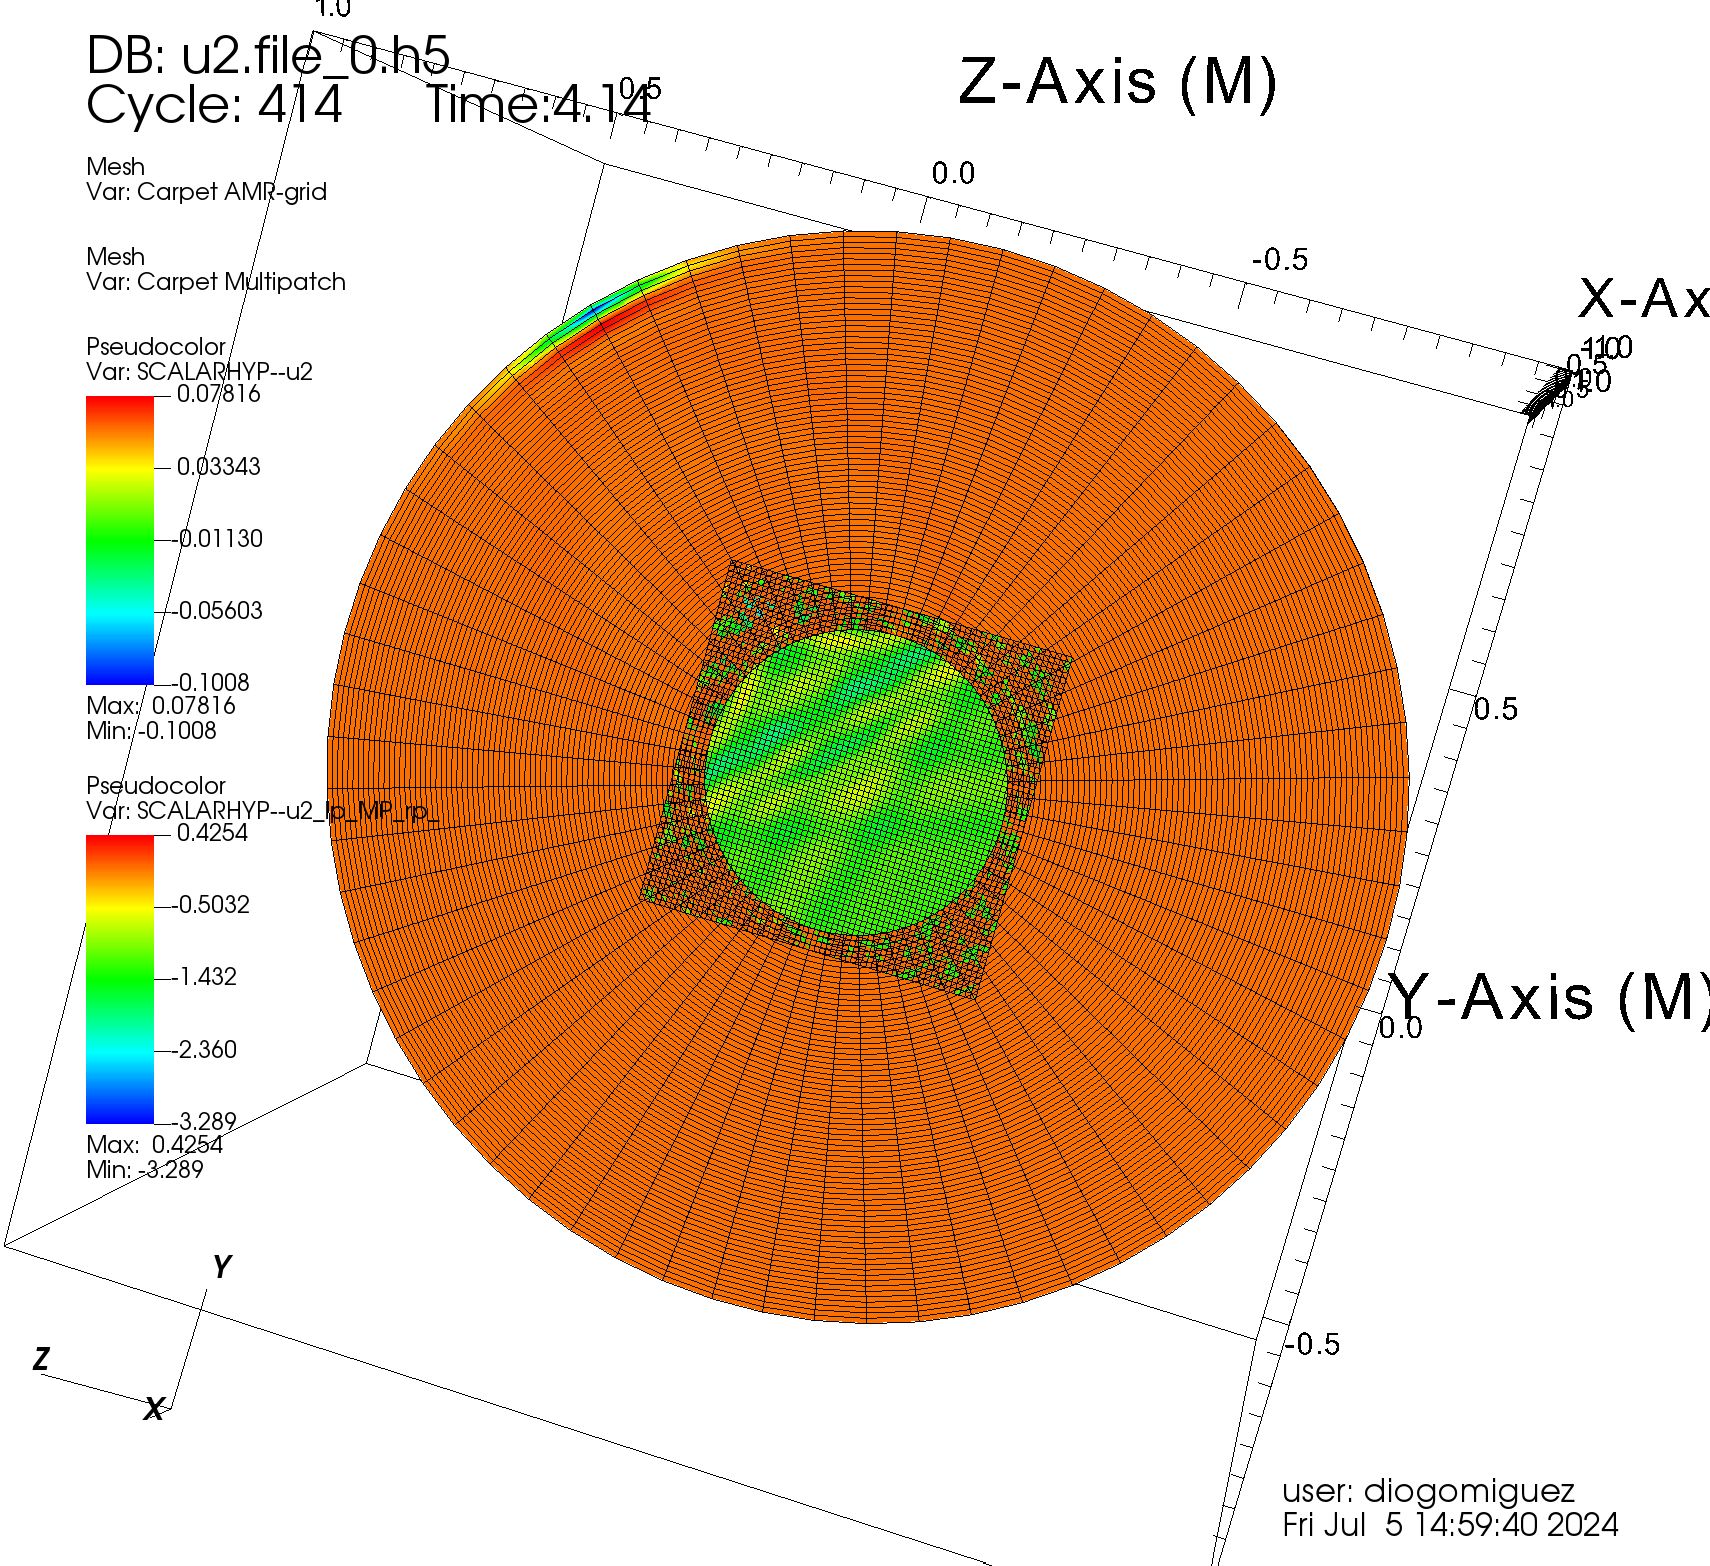 1.0
DB: u2.file_0.h5
Cycle: 414 Time:4.14
0.5
Z-Axis (M)
0.0
-0.5
X-Ax
Mesh
Var: Carpet AMR-grid
Mesh
Var: Carpet Multipatch
Pseudocolor
Var: SCALARHYP--u2
0.07816
0.03343
-0.01130
-0.05603
-0.1008
Max: 0.07816
Min: -0.1008
Pseudocolor
Var: SCALARHYP--u2_lp_MP_rp_
0.4254
-0.5032
-1.432
-2.360
-3.289
Max: 0.4254
Min: -3.289
0.5
Y-Axis (M)
0.0
-0.5
Y
Z
X
user: diogomiguez
Fri Jul 5 14:59:40 2024